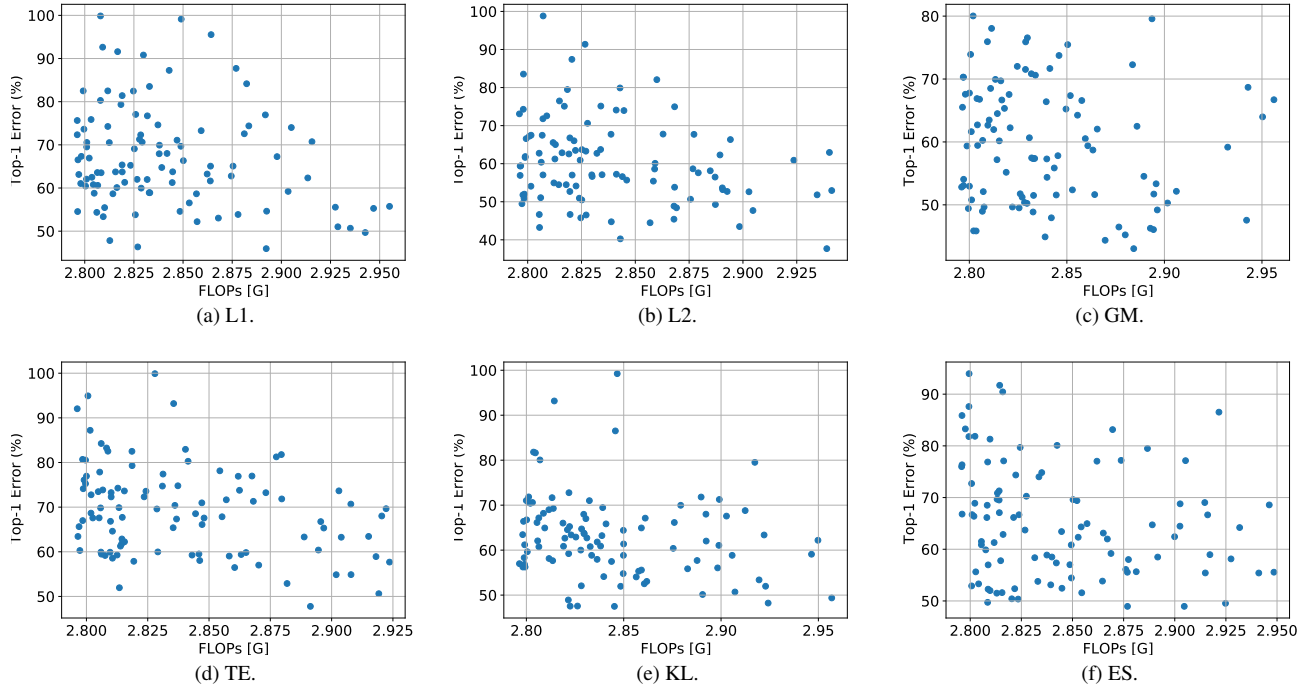 100
90
80
70
60
50
Top-1 Error (%)
2.800 2.825 2.850 2.875 2.900 2.925 2.950
FLOPs [G]
(a) L1.
100
90
80
70
60
50
40
Top-1 Error (%)
2.800 2.825 2.850 2.875 2.900 2.925
FLOPs [G]
(b) L2.
80
70
60
50
Top-1 Error (%)
2.80 2.85 2.90 2.95
FLOPs [G]
(c) GM.
100
90
80
70
60
50
Top-1 Error (%)
2.800 2.825 2.850 2.875 2.900 2.925
FLOPs [G]
(d) TE.
100
90
80
70
60
50
Top-1 Error (%)
2.80 2.85 2.90 2.95
FLOPs [G]
(e) KL.
90
80
70
60
50
Top-1 Error (%)
2.800 2.825 2.850 2.875 2.900 2.925 2.950
FLOPs [G]
(f) ES.